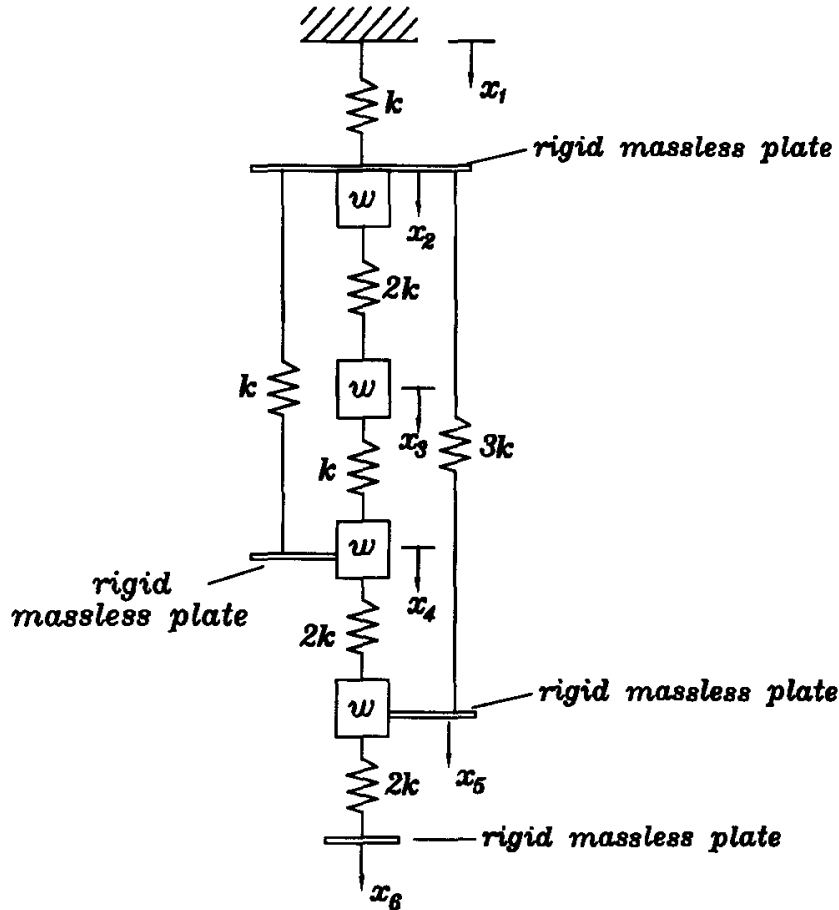 x₁
k
rigid massless plate
w
x₂
2k
k
w
x₃
3k
k
w
rigid
massless plate
x₄
2k
rigid massless plate
w
x₅
2k
rigid massless plate
x₆